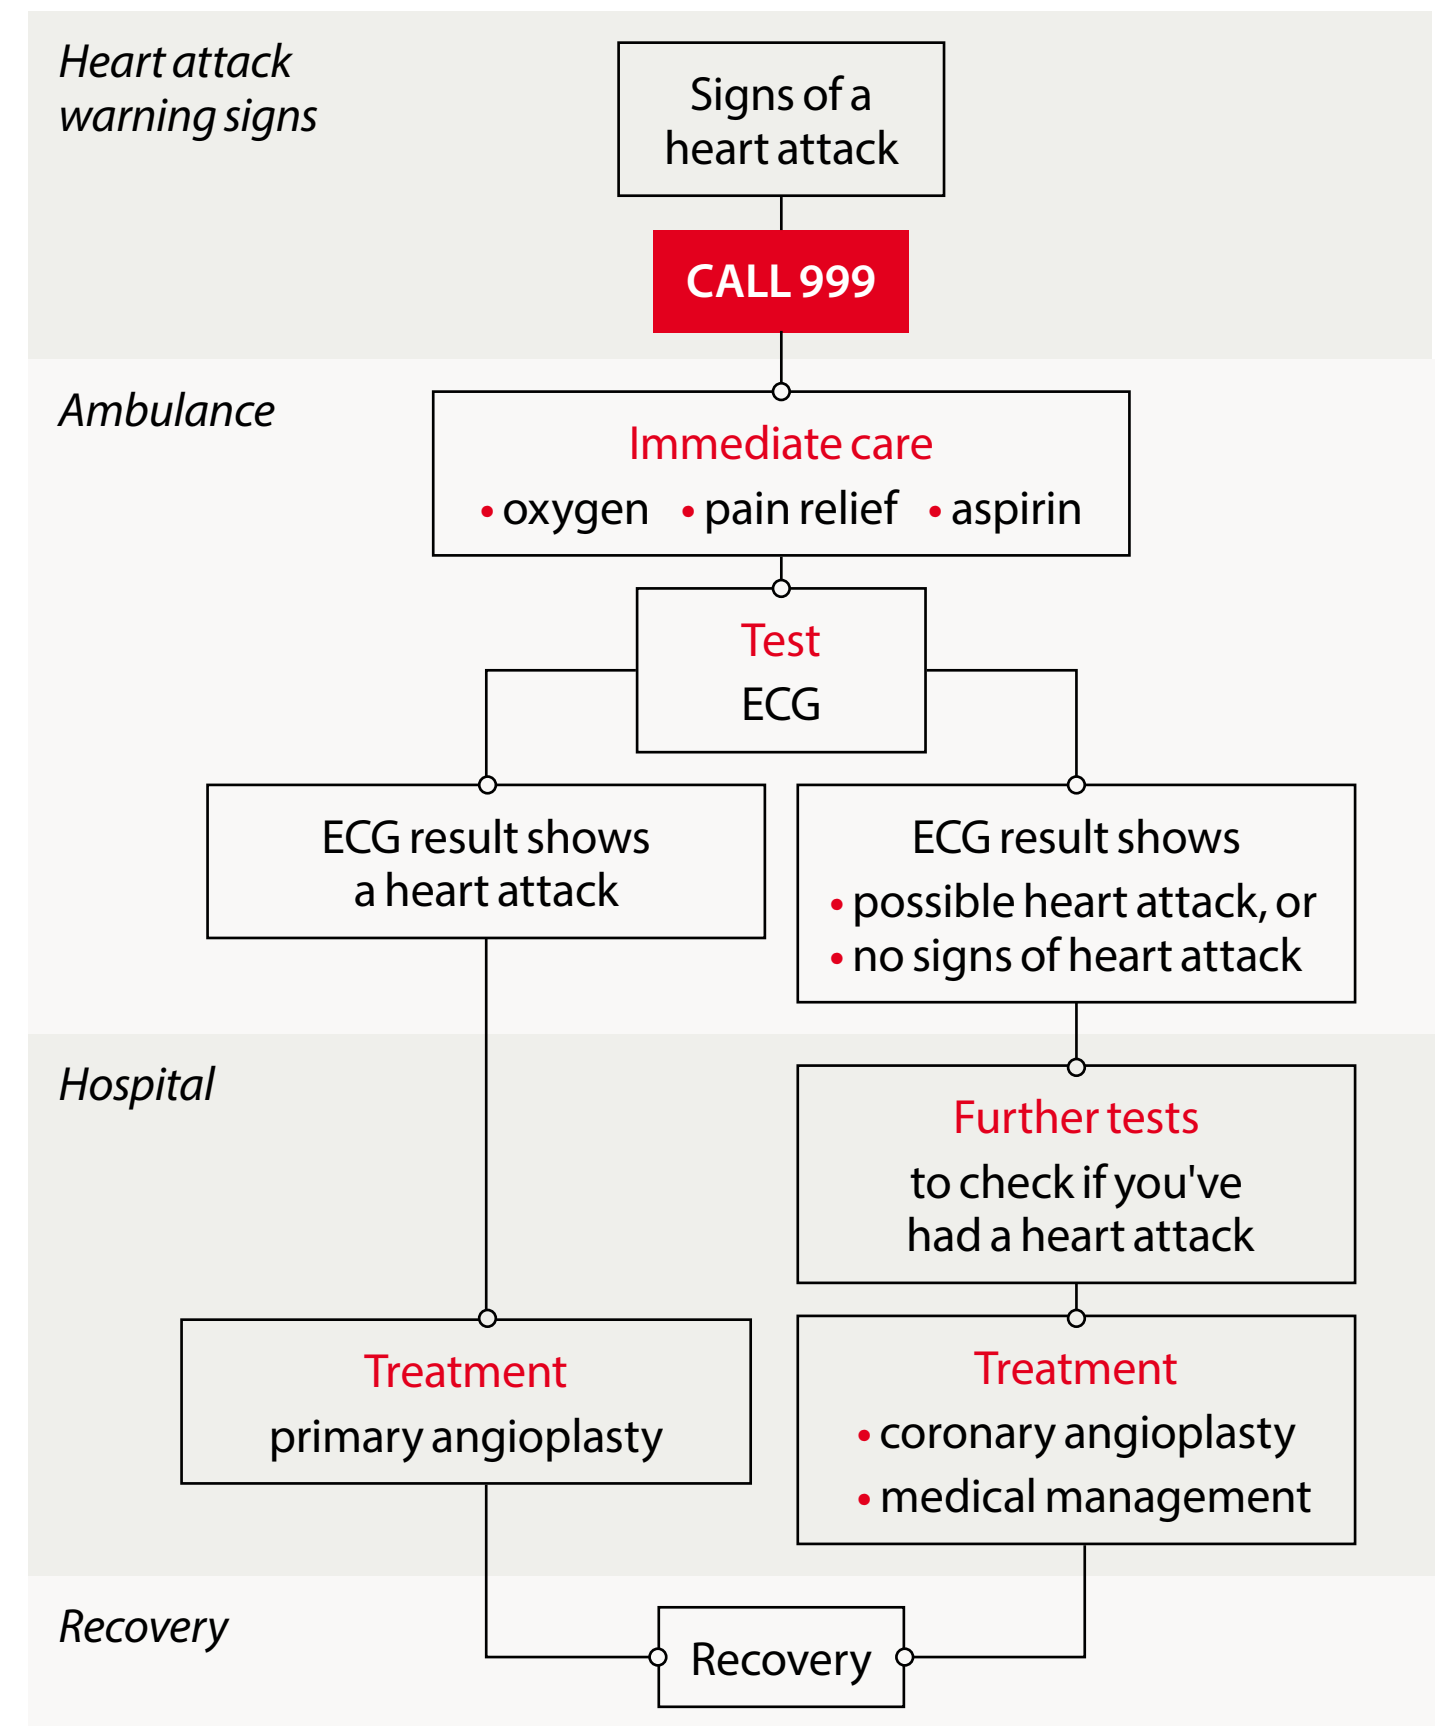 Heart attack
warning signs
Signs of a
heart attack
CALL 999
Ambulance
Immediate care
• oxygen • pain relief • aspirin
Test
ECG
ECG result shows
a heart attack
ECG result shows
• possible heart attack, or
• no signs of heart attack
Hospital
Further tests
to check if you've
had a heart attack
Treatment
primary angioplasty
Treatment
• coronary angioplasty
• medical management
Recovery
Recovery